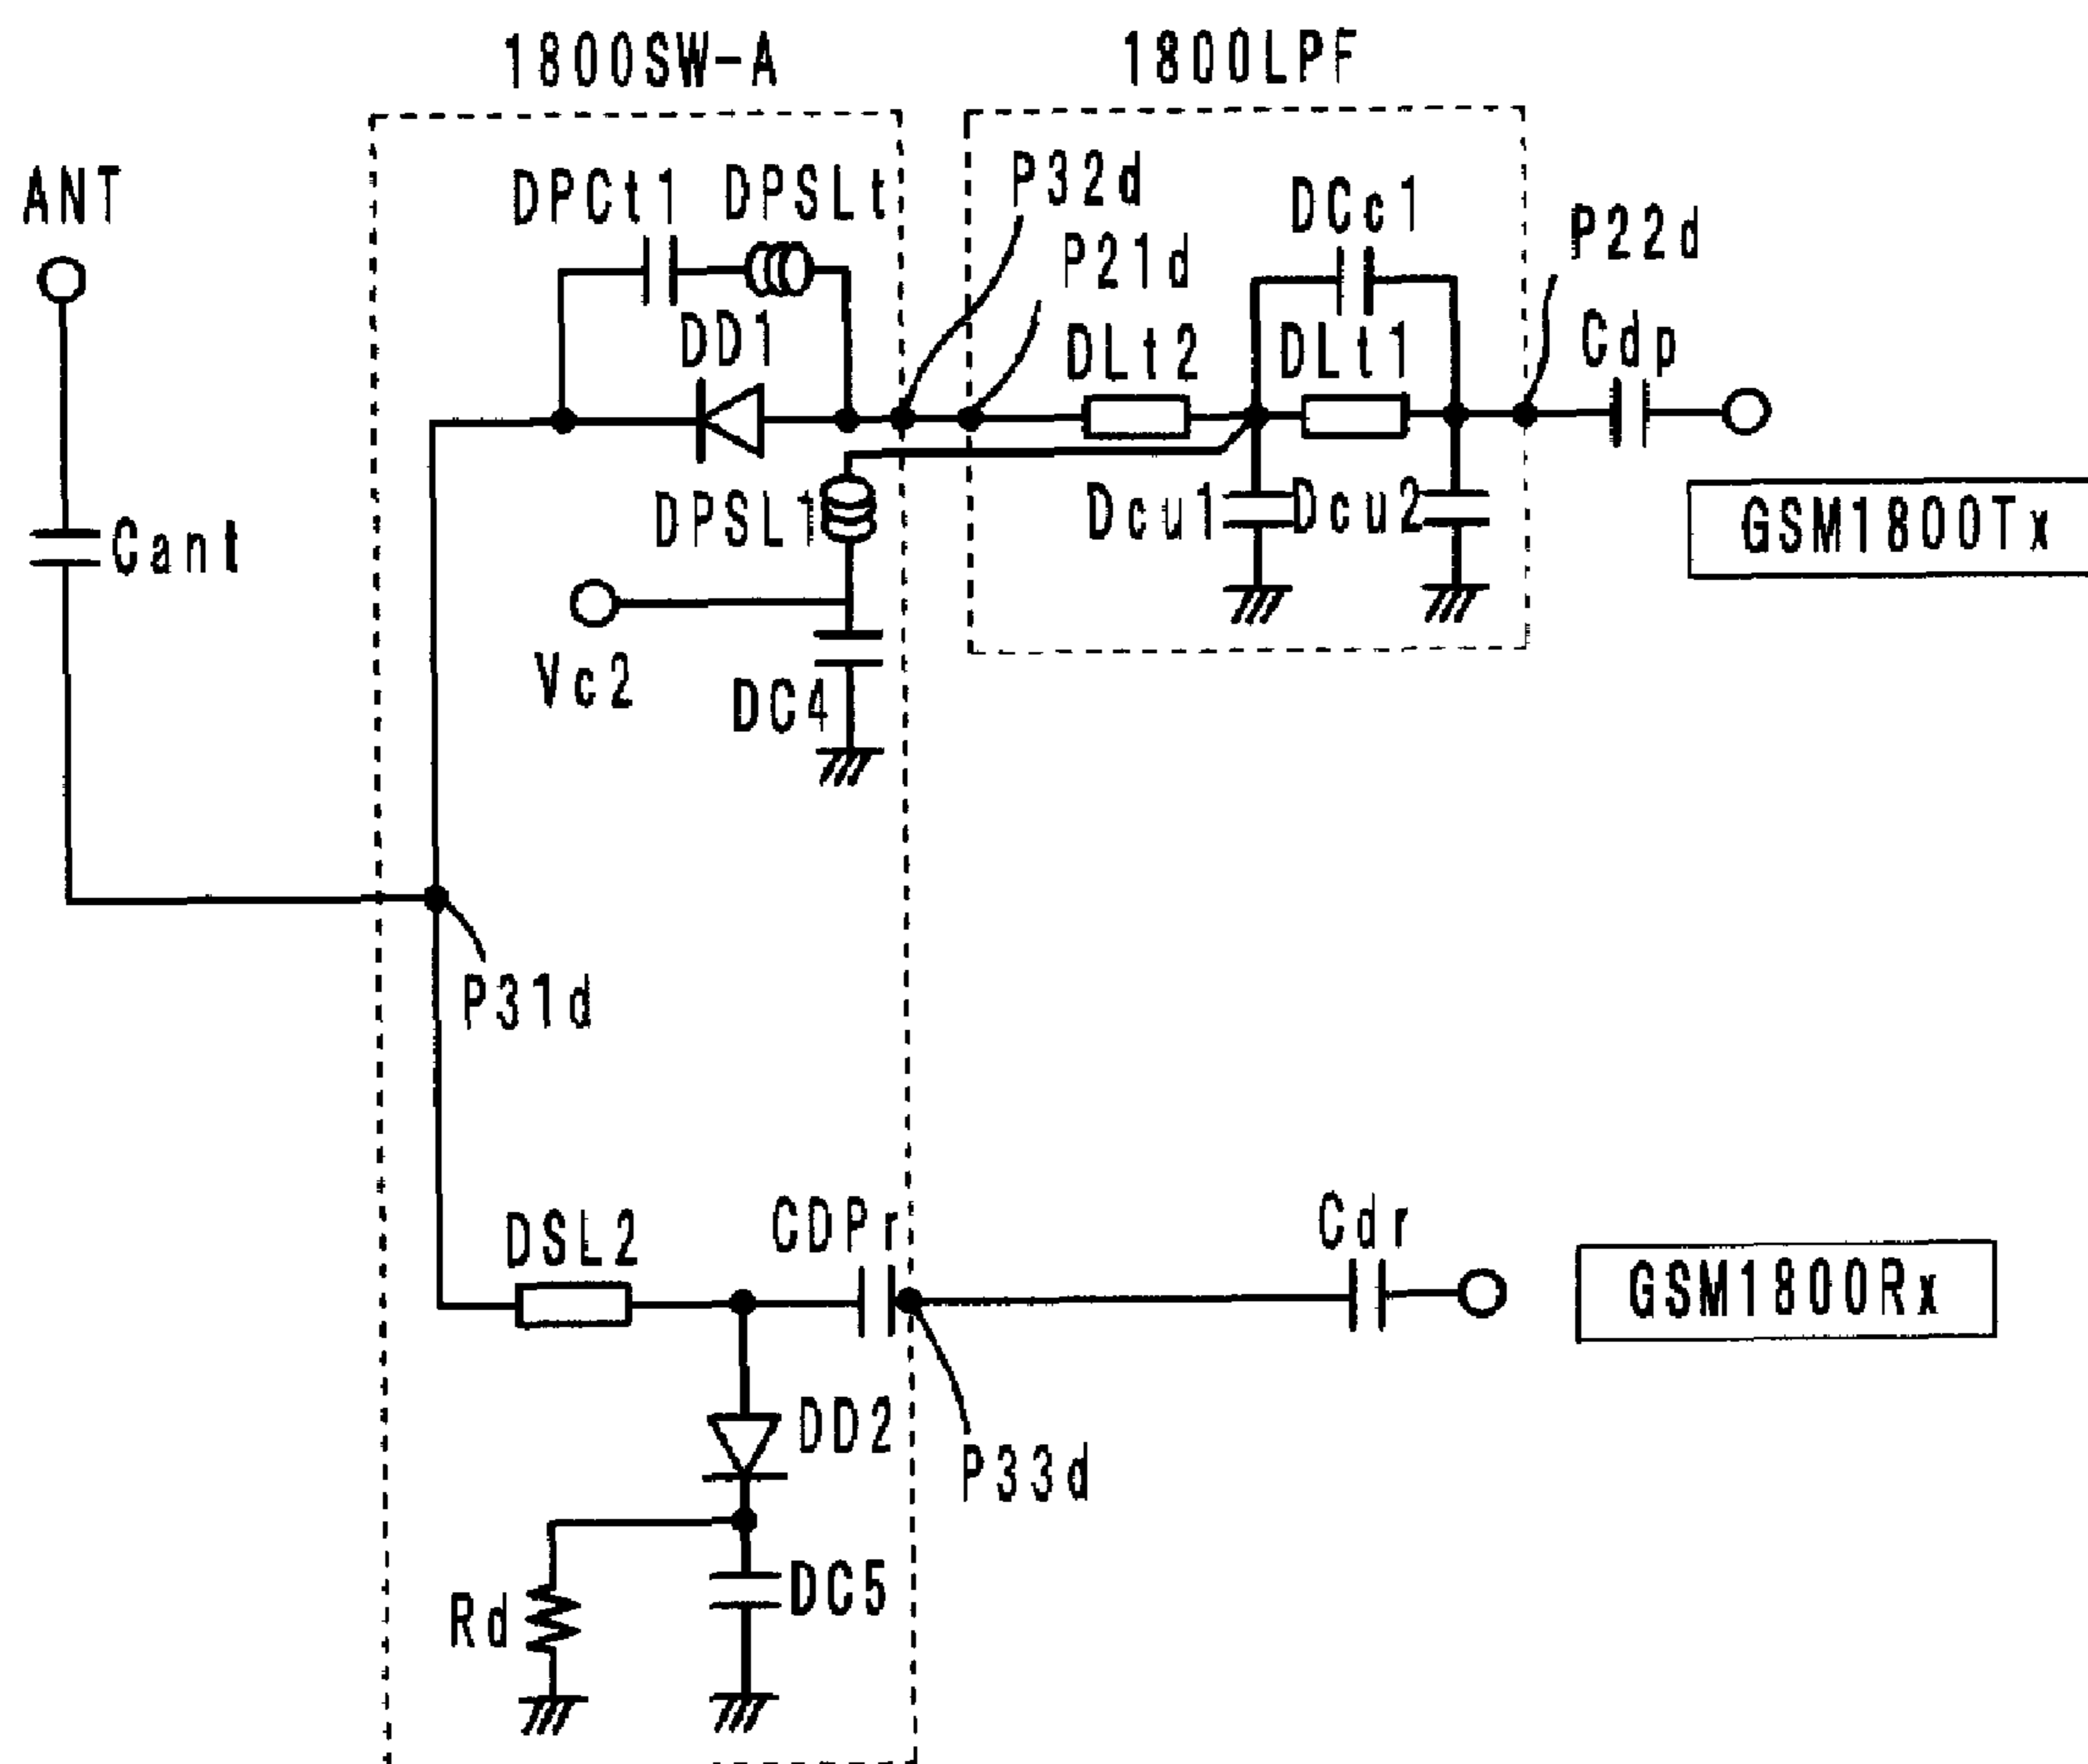 1800SW-A
1800LPF
ANT
DPCt1
DPSLt
P32d
DCc1
P22d
P21d
DD1
DLt2
DLt1
Cdp
DPSL1
Dcu1
Dcu2
GSM1800Tx
Cant
Vc2
DC4
P31d
DSL2
CDPr
Cdr
GSM1800Rx
DD2
P33d
DC5
Rd